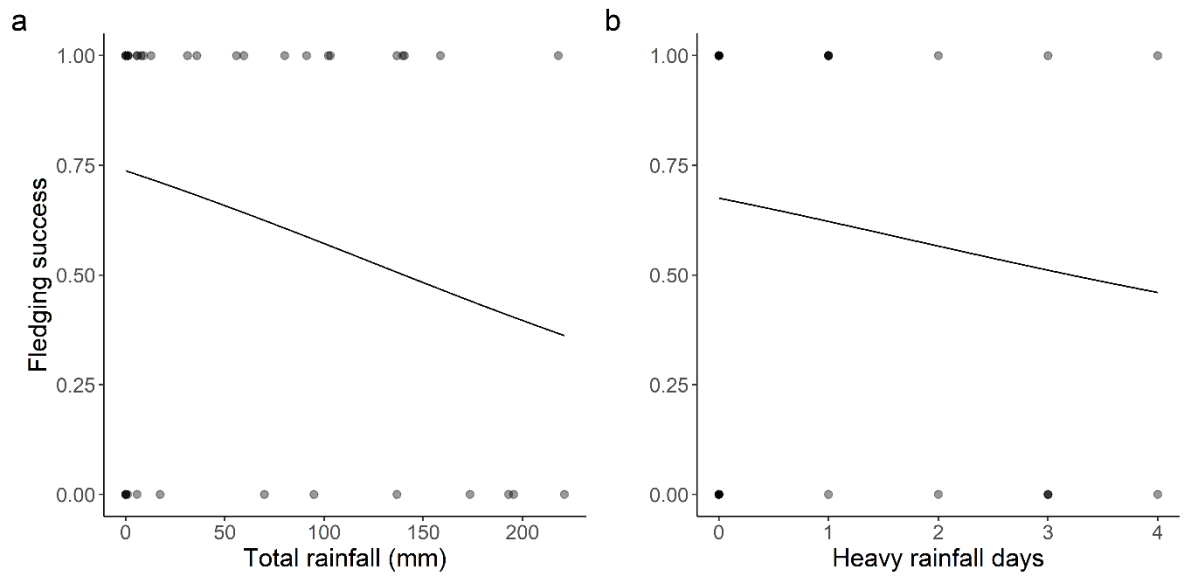 a
Fledging success
1.00
0.75
0.50
0.25
0.00
0 50 100 150 200
Total rainfall (mm)
b
1.00
0.75
0.50
0.25
0.00
0 1 2 3 4
Heavy rainfall days